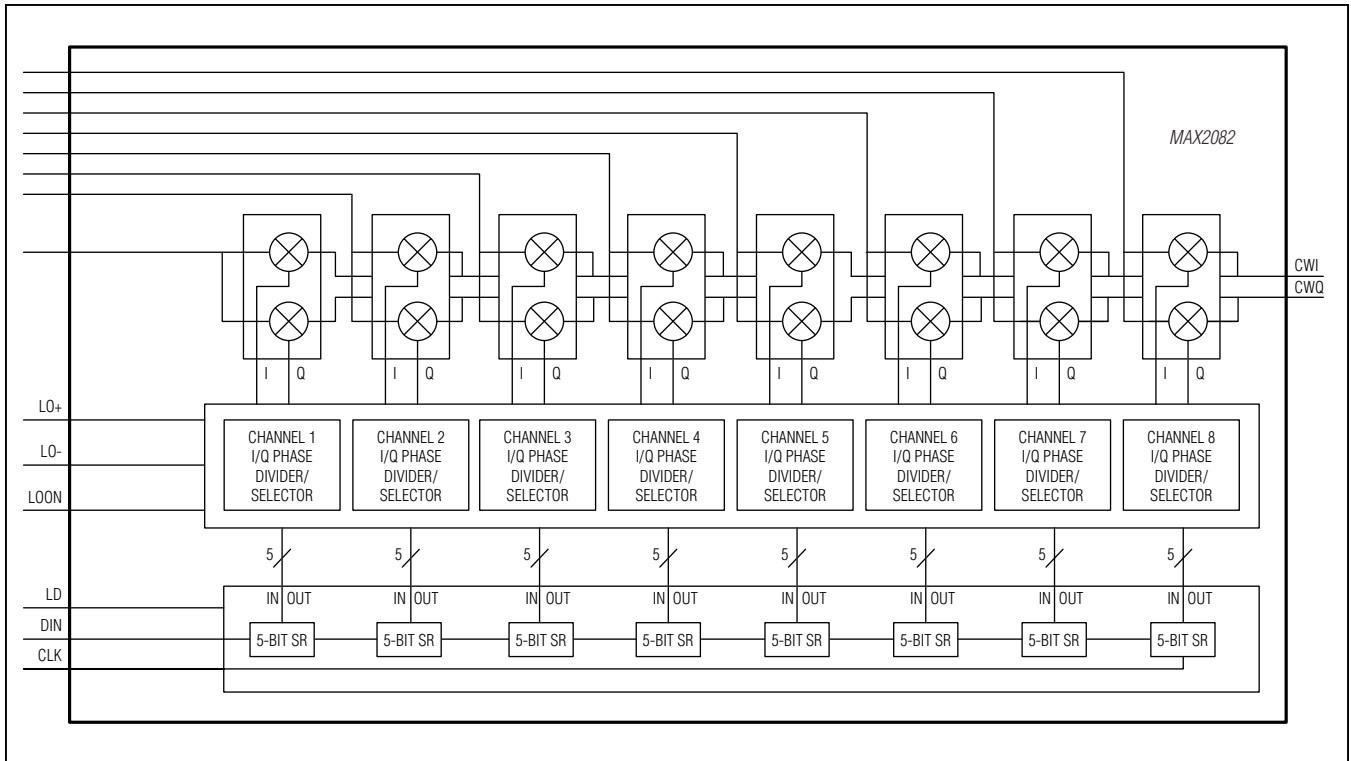 MAX2082
CWI
CWQ
I Q I Q I Q I Q I Q I Q I Q I Q
LO+
LO-
LOON
CHANNEL 1
I/Q PHASE
DIVIDER/
SELECTOR
CHANNEL 2
I/Q PHASE
DIVIDER/
SELECTOR
CHANNEL 3
I/Q PHASE
DIVIDER/
SELECTOR
CHANNEL 4
I/Q PHASE
DIVIDER/
SELECTOR
CHANNEL 5
I/Q PHASE
DIVIDER/
SELECTOR
CHANNEL 6
I/Q PHASE
DIVIDER/
SELECTOR
CHANNEL 7
I/Q PHASE
DIVIDER/
SELECTOR
CHANNEL 8
I/Q PHASE
DIVIDER/
SELECTOR
5 5 5 5 5 5 5 5
LD
IN OUT IN OUT IN OUT IN OUT IN OUT IN OUT IN OUT IN OUT
DIN
5-BIT SR 5-BIT SR 5-BIT SR 5-BIT SR 5-BIT SR 5-BIT SR 5-BIT SR 5-BIT SR
CLK